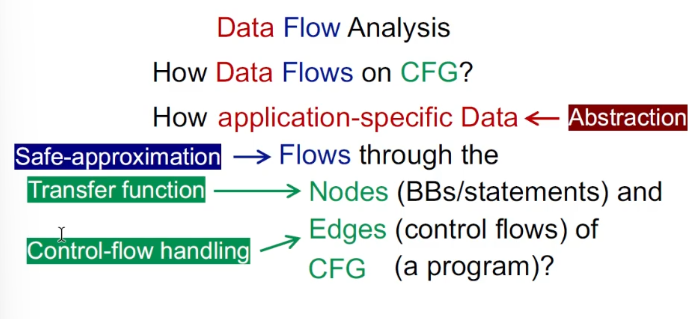 Data Flow Analysis
How Data Flows on CFG?
How application-specific Data Abstraction
Safe-approximation Flows through the
Transfer function Nodes (BBs/statements) and
Edges (control flows) of
Control-flow handling
CFG (a program)?